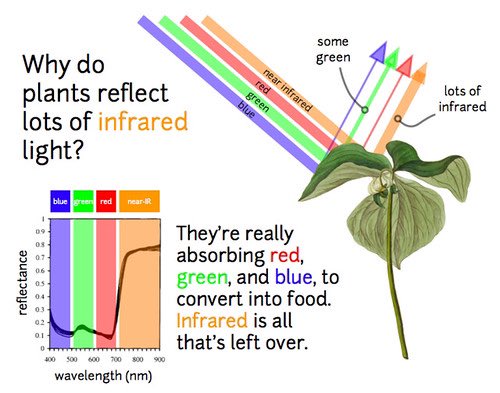 Why do
plants reflect
lots of infrared
light?
near infrared
red
green
blue
some
green
lots of
infrared
blue green red near-IR
reflectance
1
0.9
0.8
0.7
0.6
0.5
0.4
0.3
0.2
0.1
0
400 500 600 700 800 900
wavelength (nm)
They're really
absorbing red,
green, and blue, to
convert into food.
Infrared is all
that's left over.